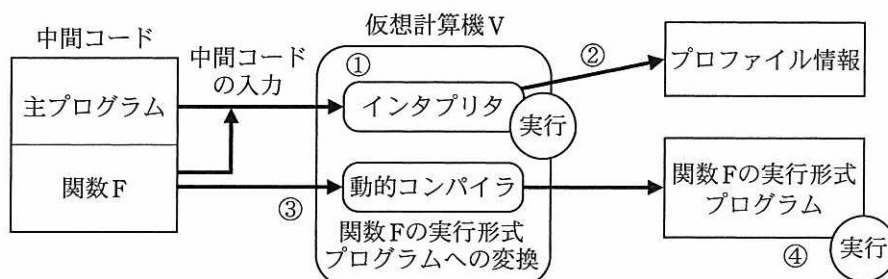 中間コード
主プログラム
関数F
中間コード
の入力
仮想計算機V
①
インタプリタ
実行
②
プロファイル情報
③
動的コンパイラ
関数Fの実行形式
プログラムへの変換
関数Fの実行形式
プログラム
④
実行